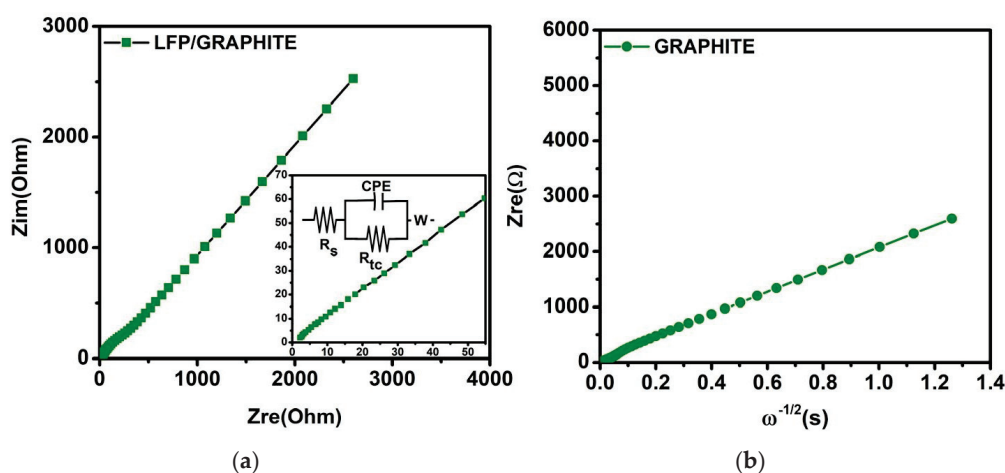 LFP/GRAPHITE
3000
2000
1000
0
Zim(Ohm)
0 1000 2000 3000 4000
Zre(Ohm)
70
60
50
40
30
20
10
0
0 10 20 30 40 50
CPE
W
Rs
Rtc
(a)
GRAPHITE
6000
5000
4000
3000
2000
1000
0
Zre(Ω)
0.0 0.2 0.4 0.6 0.8 1.0 1.2 1.4
ω-1/2(s)
(b)